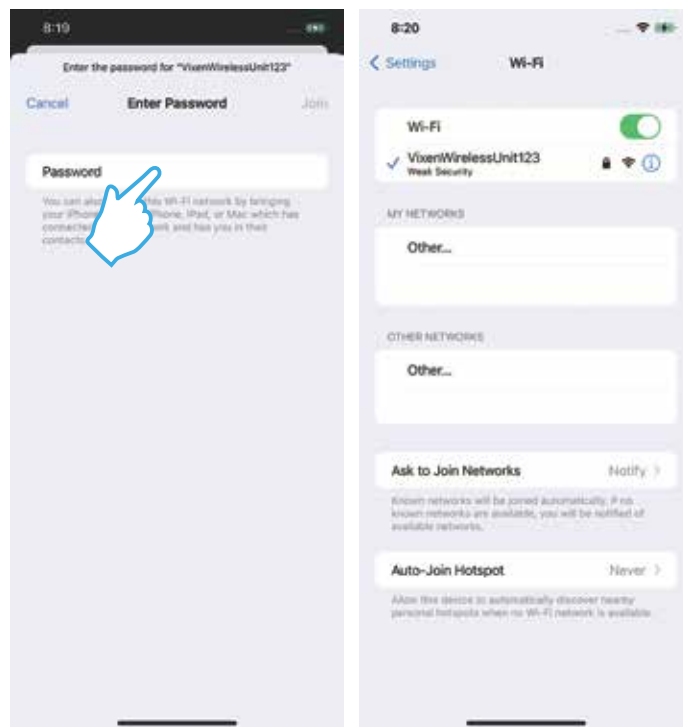 8:19
Enter the password for "VixenWirelessUnit123"
Cancel
Enter Password
Join
Password
You can also this Wi-Fi network by bringing
your iPhone iPhone, iPad, or Mac which has
connected and has you in their
contacts
8:20
Settings
Wi-Fi
Wi-Fi
VixenWirelessUnit123
Weak Security
MY NETWORKS
Other...
OTHER NETWORKS
Other...
Ask to Join Networks
Notify
Known networks will be joined automatically. If no
known networks are available, you will be notified of
available networks.
Auto-Join Hotspot
Never
Allow this device to automatically discover nearby
personal hotspots when no Wi-Fi network is available.